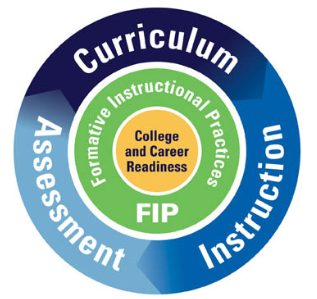 Curriculum
Instruction
Assessment
Formative Instructional Practices
FIP
College
and Career
Readiness